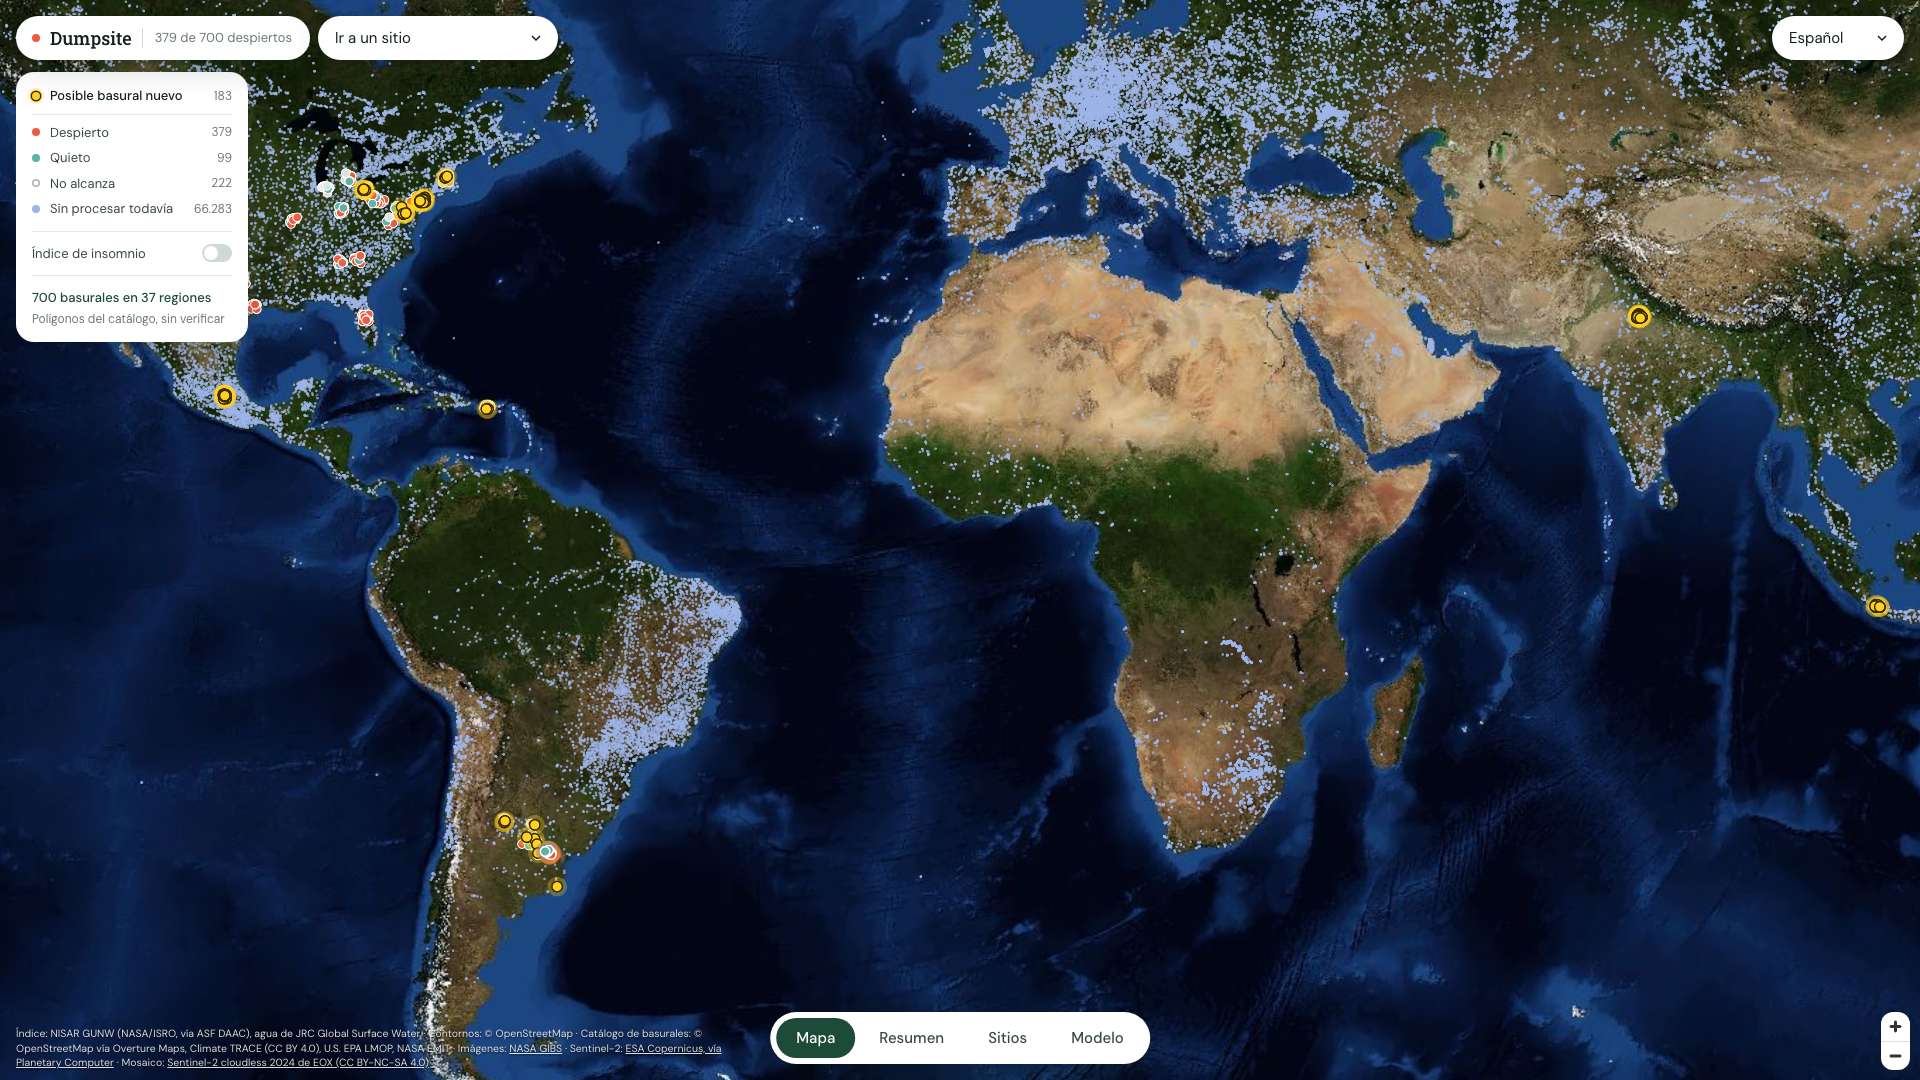 Dumpsite
379 de 700 despiertos
Ir a un sitio
Español
Posible basural nuevo 183
Despierto 379
Quieto 99
No alcanza 222
Sin procesar todavía 66.283
Índice de insomnio
700 basurales en 37 regiones
Polígonos del catálogo, sin verificar
Índice: NISAR GUNW (NASA/ISRO, vía ASF DAAC), agua de JRC Global Surface Water · Contornos: © OpenStreetMap · Catálogo de basurales: ©
OpenStreetMap vía Overture Maps, Climate TRACE (CC BY 4.0), U.S. EPA LMOP, NASA EMIT · Imágenes: NASA GIBS · Sentinel-2: ESA Copernicus, vía
Planetary Computer · Mosaico: Sentinel-2 cloudless 2024 de EOX (CC BY-NC-SA 4.0)
Mapa
Resumen
Sitios
Modelo